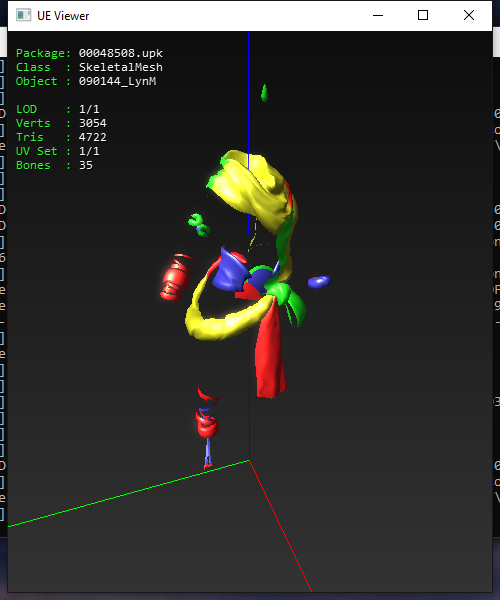 UE Viewer
Package: 00048508.upk
Class  : SkeletalMesh
Object : 090144_LynM
LOD    : 1/1
Verts  : 3054
Tris   : 4722
UV Set : 1/1
Bones  : 35